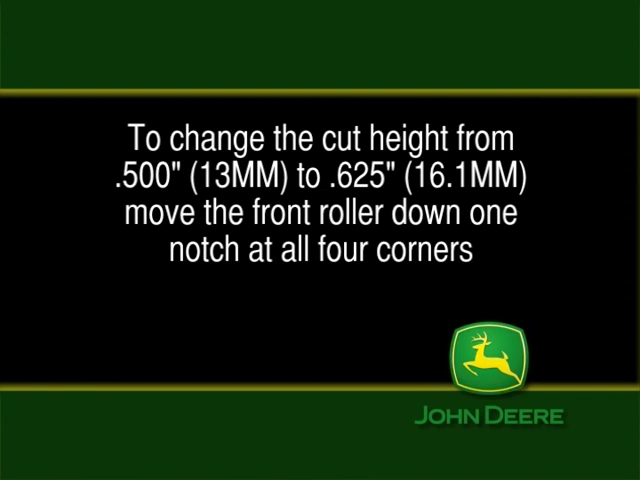 To change the cut height from
.500" (13MM) to .625" (16.1MM)
move the front roller down one
notch at all four corners
JOHN DEERE